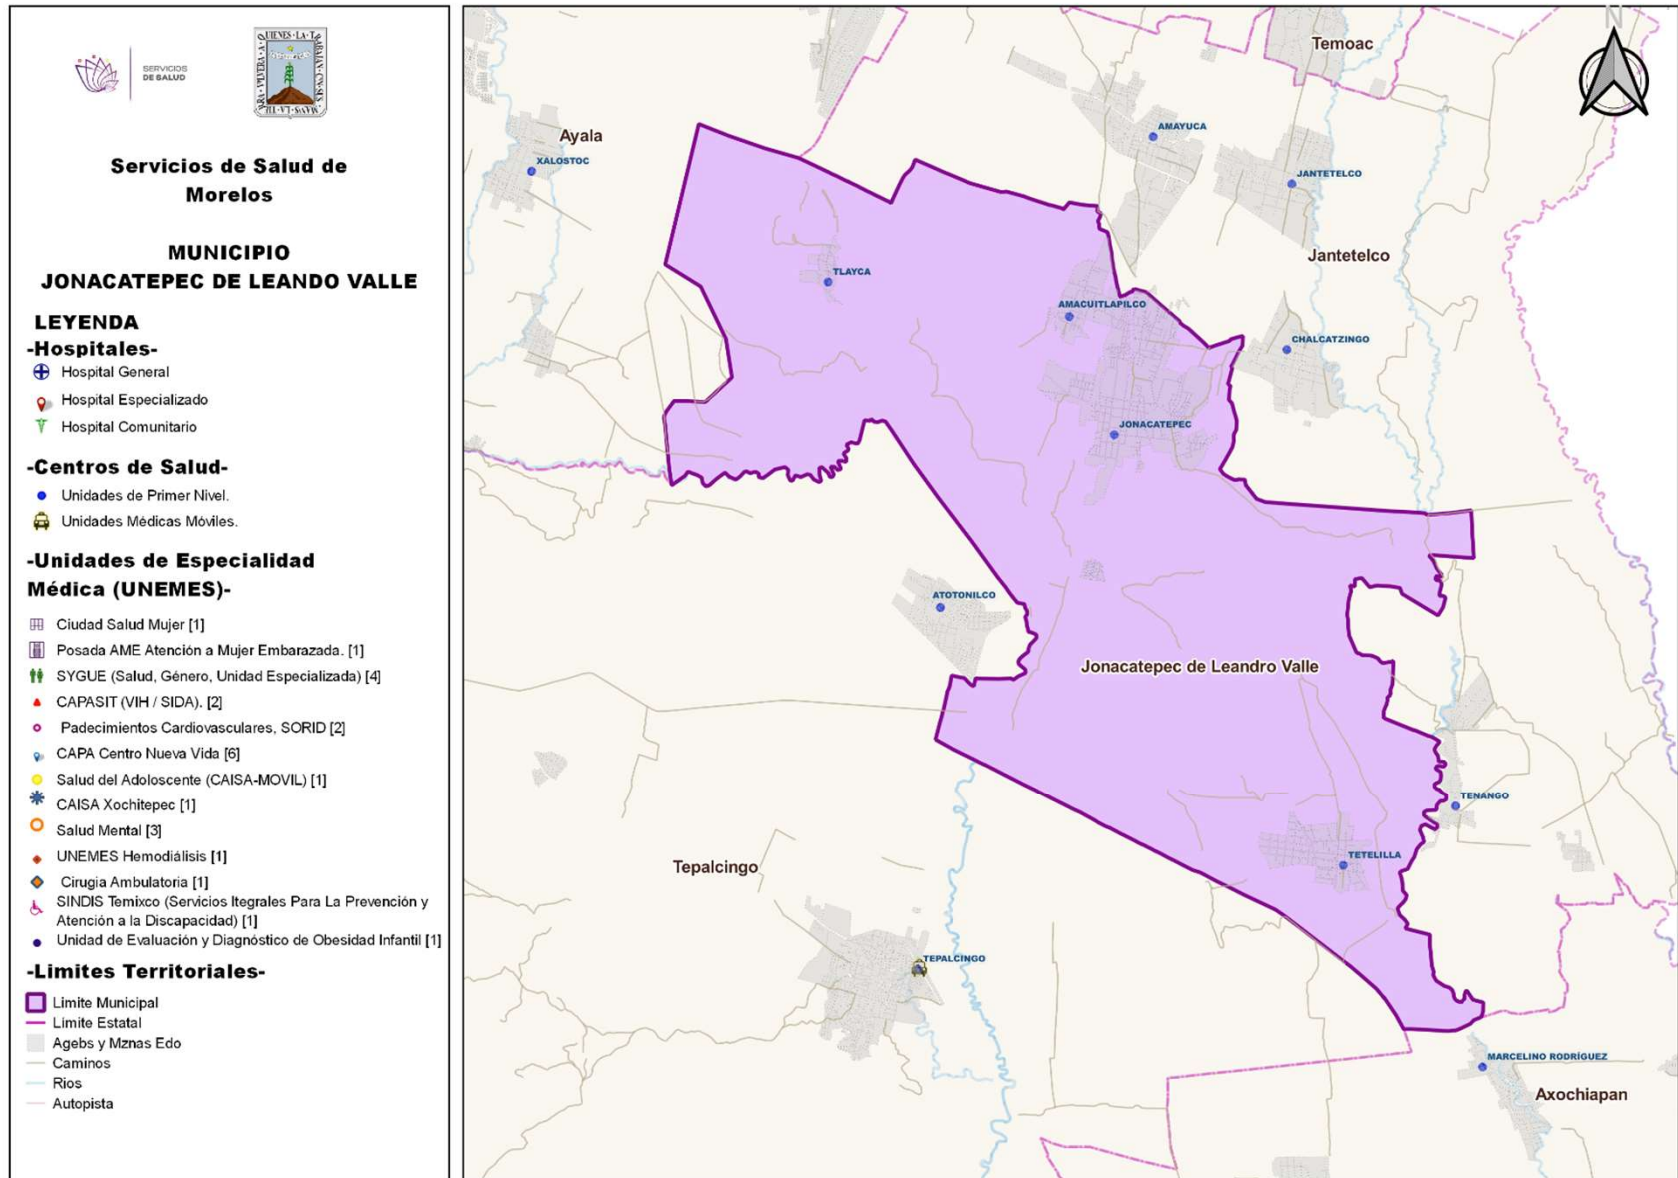 SERVICIOS
DE SALUD
Servicios de Salud de
Morelos
MUNICIPIO
JONACATEPEC DE LEANDO VALLE
LEYENDA
-Hospitales-
Hospital General
Hospital Especializado
Hospital Comunitario
-Centros de Salud-
Unidades de Primer Nivel.
Unidades Médicas Móviles.
-Unidades de Especialidad
Médica (UNEMES)-
Ciudad Salud Mujer [1]
Posada AME Atención a Mujer Embarazada. [1]
SYGUE (Salud, Género, Unidad Especializada) [4]
CAPASIT (VIH / SIDA). [2]
Padecimientos Cardiovasculares, SORID [2]
CAPA Centro Nueva Vida [6]
Salud del Adoloscente (CAISA-MOVIL) [1]
CAISA Xochitepec [1]
Salud Mental [3]
UNEMES Hemodiálisis [1]
Cirugia Ambulatoria [1]
SINDIS Temixco (Servicios Itegrales Para La Prevención y
Atención a la Discapacidad) [1]
Unidad de Evaluación y Diagnóstico de Obesidad Infantil [1]
-Limites Territoriales-
Limite Municipal
Limite Estatal
Agebs y Mznas Edo
Caminos
Rios
Autopista
N
Temoac
AMAYUCA
Ayala
XALOSTOC
JANTETELCO
Jantetelco
TLAYCA
AMACUITLAPILCO
CHALCATZINGO
JONACATEPEC
ATOTONILCO
Jonacatepec de Leandro Valle
TENANGO
TETELILLA
Tepalcingo
TEPALCINGO
MARCELINO RODRÍGUEZ
Axochiapan